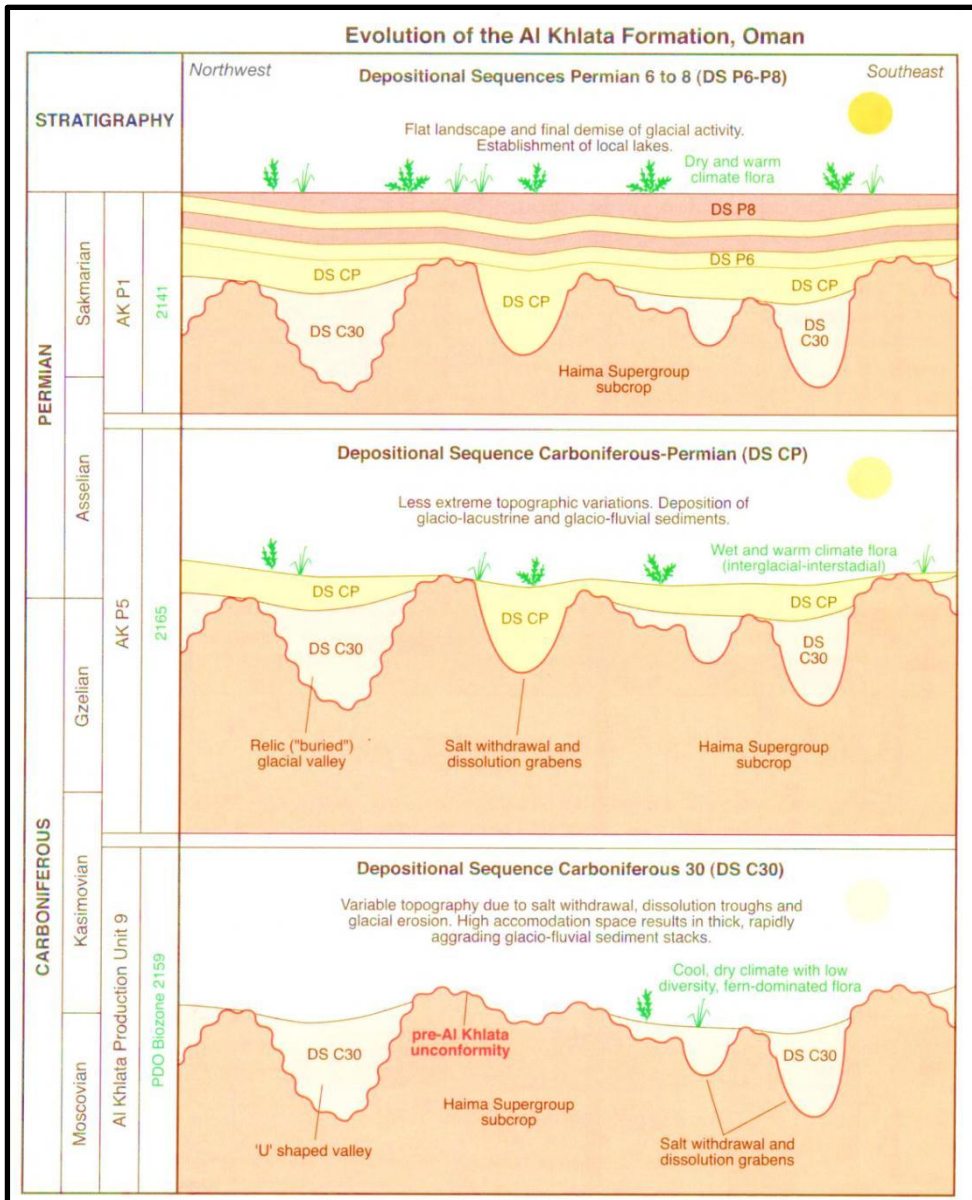 Evolution of the Al Khlata Formation, Oman
STRATIGRAPHY
Northwest
Southeast
Depositional Sequences Permian 6 to 8 (DS P6-P8)
Flat landscape and final demise of glacial activity.
Establishment of local lakes.
Dry and warm
climate flora
DS P8
DS P6
DS CP
DS CP
DS CP
DS C30
DS
C30
Haima Supergroup
subcrop
PERMIAN
Sakmarian
AK P1
2141
Asselian
Depositional Sequence Carboniferous-Permian (DS CP)
Less extreme topographic variations. Deposition of
glacio-lacustrine and glacio-fluvial sediments.
Wet and warm climate flora
(interglacial-interstadial)
DS CP
DS CP
DS CP
DS C30
DS
C30
Relic ("buried")
glacial valley
Salt withdrawal and
dissolution grabens
Haima Supergroup
subcrop
AK P5
2165
CARBONIFEROUS
Gzelian
Kasimovian
Moscovian
Al Khlata Production Unit 9
PDO Biozone 2159
Depositional Sequence Carboniferous 30 (DS C30)
Variable topography due to salt withdrawal, dissolution troughs and
glacial erosion. High accomodation space results in thick, rapidly
aggrading glacio-fluvial sediment stacks.
Cool, dry climate with low
diversity, fern-dominated flora
pre-Al Khlata
unconformity
DS C30
DS C30
'U' shaped valley
Haima Supergroup
subcrop
Salt withdrawal and
dissolution grabens